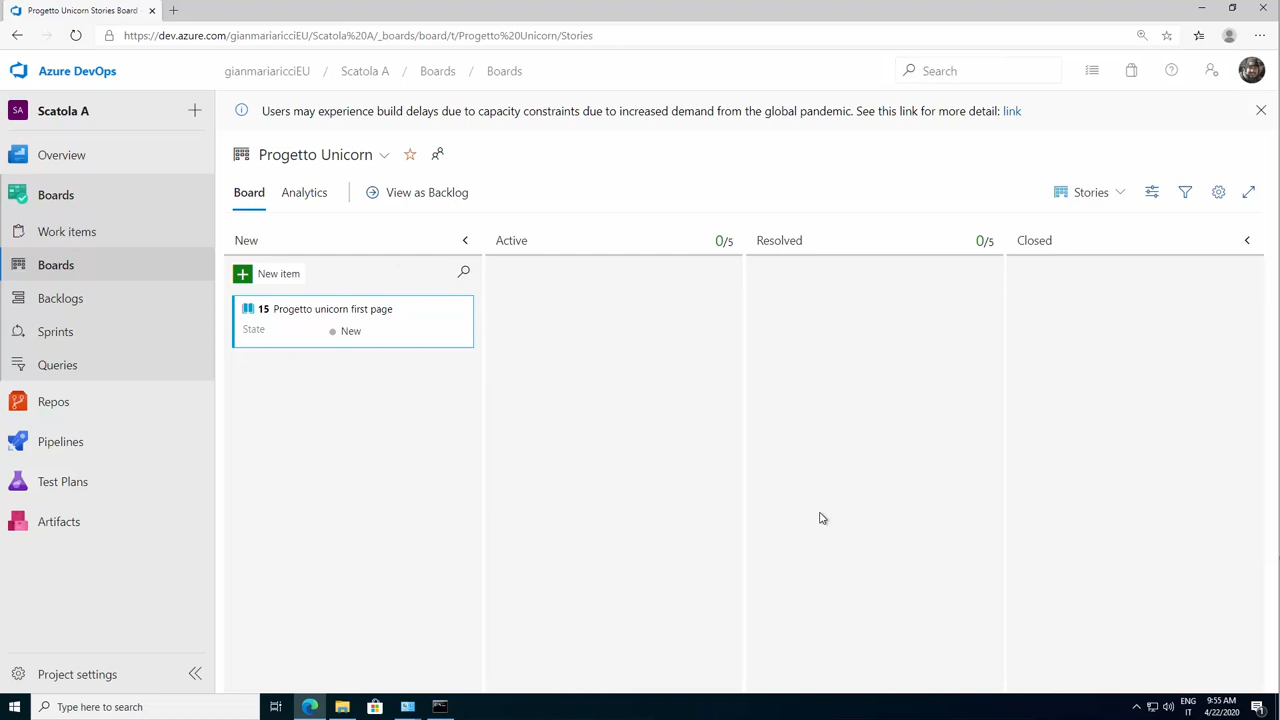 Progetto Unicorn Stories Board -
https://dev.azure.com/gianmariaricciEU/Scatola%20A/_boards/board/t/Progetto%20Unicorn/Stories
Azure DevOps
gianmariaricciEU / Scatola A / Boards / Boards
Search
SA Scatola A
Users may experience build delays due to capacity constraints due to increased demand from the global pandemic. See this link for more detail: link
Overview
Progetto Unicorn
Boards
Board
Analytics
View as Backlog
Stories
Work items
Boards
New
Active
0/5
Resolved
0/5
Closed
New item
Backlogs
15 Progetto unicorn first page
State
New
Sprints
Queries
Repos
Pipelines
Test Plans
Artifacts
Project settings
Type here to search
ENG
IT
9:55 AM
4/22/2020
1